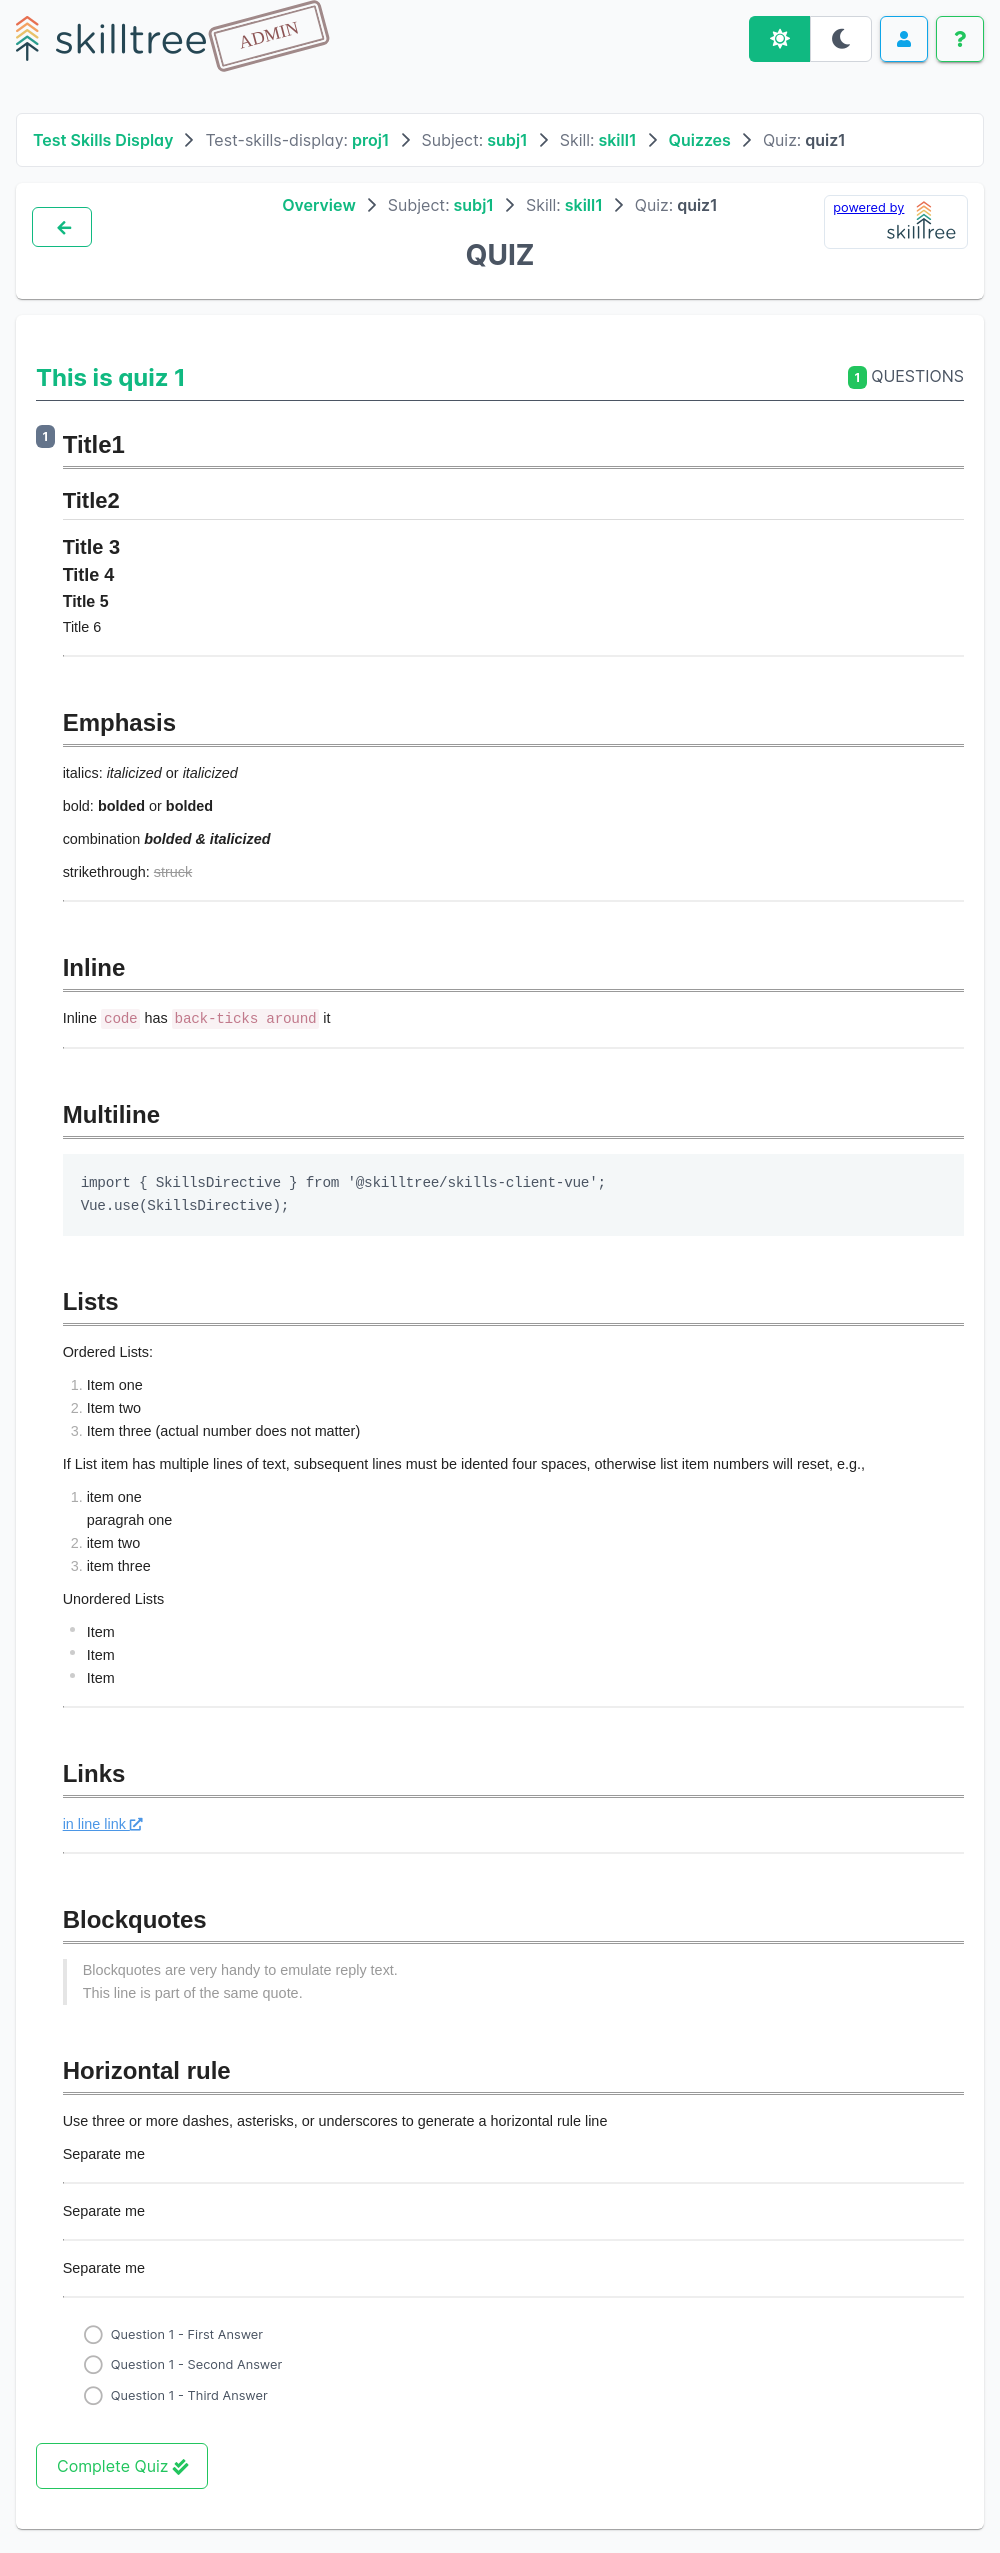 skilltree ADMIN
?
Test Skills Display > Test-skills-display: proj1 > Subject: subj1 > Skill: skill1 > Quizzes > Quiz: quiz1
Overview > Subject: subj1 > Skill: skill1 > Quiz: quiz1
powered by
skilltree
QUIZ
This is quiz 1
1 QUESTIONS
1 Title1
Title2
Title 3
Title 4
Title 5
Title 6
Emphasis
italics: italicized or italicized
bold: bolded or bolded
combination bolded & italicized
strikethrough: struck
Inline
Inline code has back-ticks around it
Multiline
import { SkillsDirective } from '@skilltree/skills-client-vue';
Vue.use(SkillsDirective);
Lists
Ordered Lists:
1. Item one
2. Item two
3. Item three (actual number does not matter)
If List item has multiple lines of text, subsequent lines must be idented four spaces, otherwise list item numbers will reset, e.g.,
1. item one
paragrah one
2. item two
3. item three
Unordered Lists
• Item
• Item
• Item
Links
in line link
Blockquotes
Blockquotes are very handy to emulate reply text.
This line is part of the same quote.
Horizontal rule
Use three or more dashes, asterisks, or underscores to generate a horizontal rule line
Separate me
Separate me
Separate me
Question 1 - First Answer
Question 1 - Second Answer
Question 1 - Third Answer
Complete Quiz